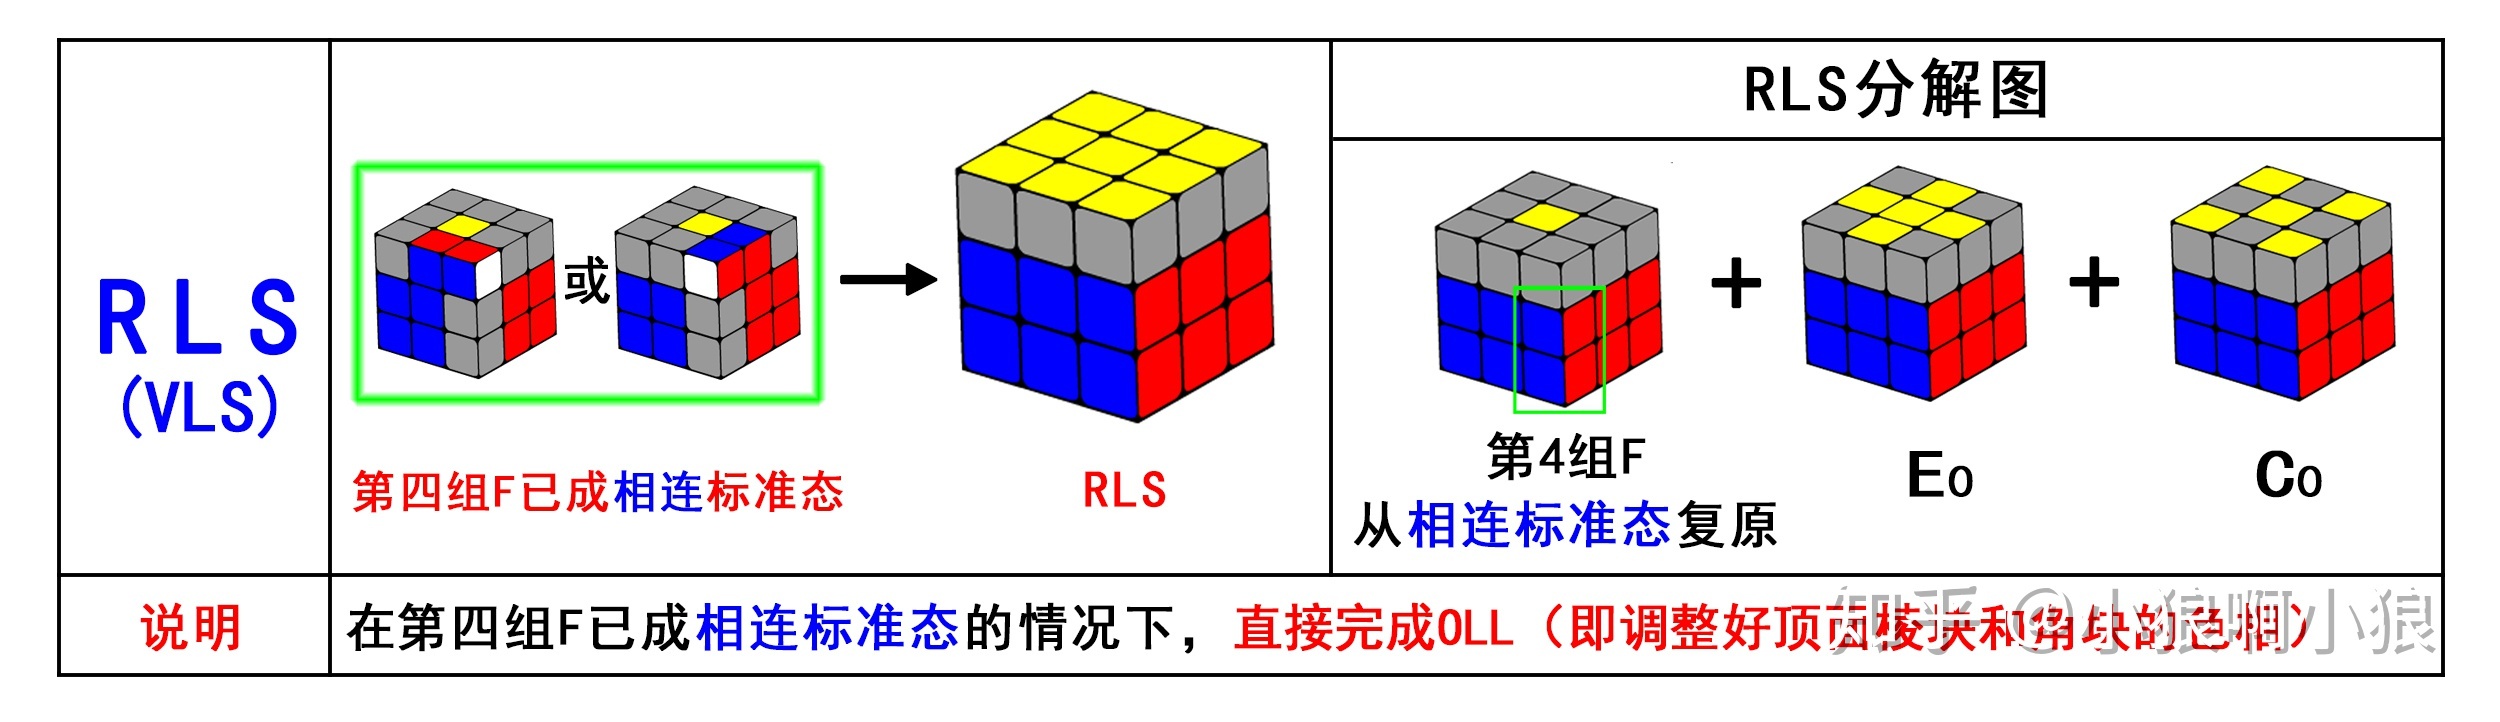 RLS
(VLS)
或
第四组F已成相连标准态
RLS
RLS分解图
+
+
第4组F
从相连标准态复原
EO
CO
说明
在第四组F已成相连标准态的情况下，直接完成OLL（即调整好顶面棱块和角块的色相）
知乎 @小狼啊小狼